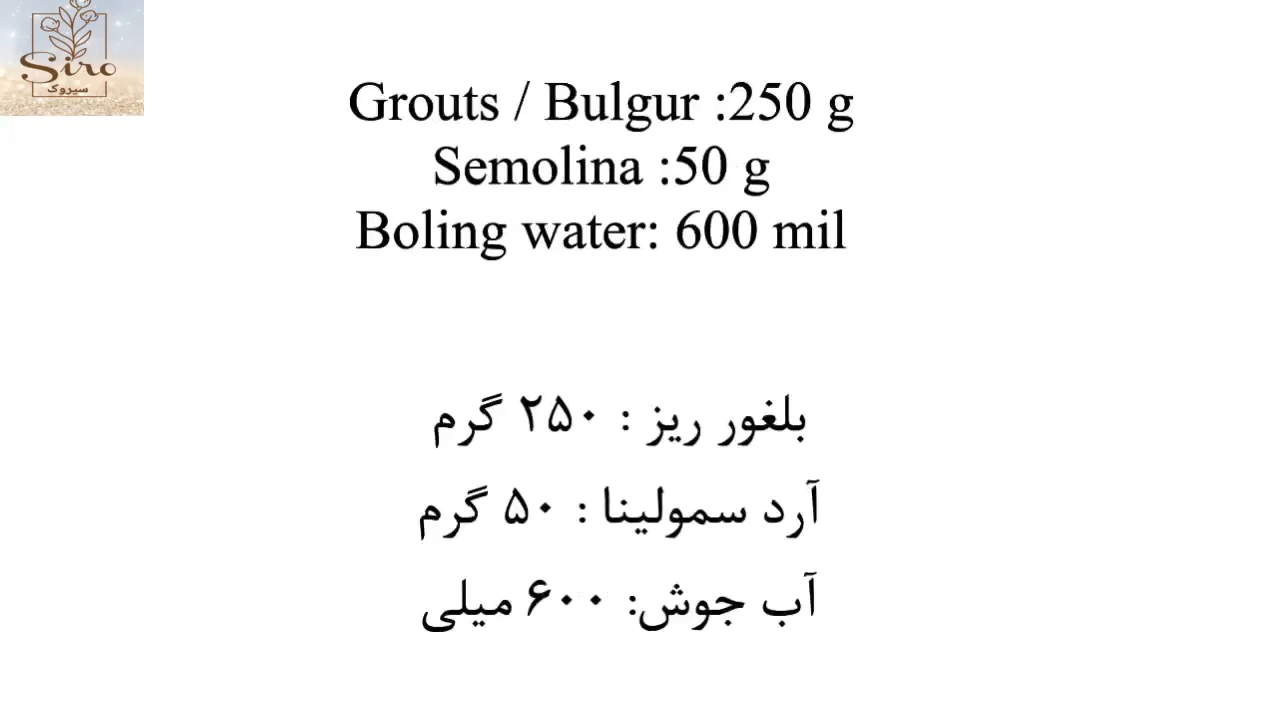 Siro
سیروک
Grouts / Bulgur :250 g
Semolina :50 g
Boling water: 600 mil
بلغور ریز : ۲۵۰ گرم
آرد سمولینا : ۵۰ گرم
آب جوش: ۶۰۰ میلی